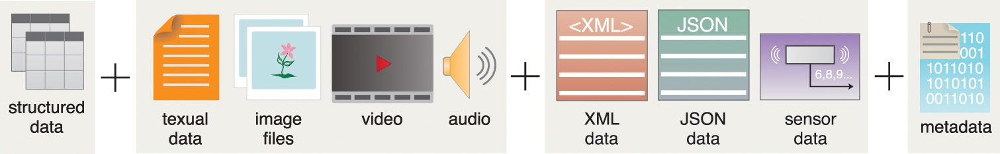 structured
data
texual
data
image
files
video
audio
<XML>
XML
data
JSON
JSON
data
6,8,9...
sensor
data
110
001
1011010
1010101
0011010
metadata